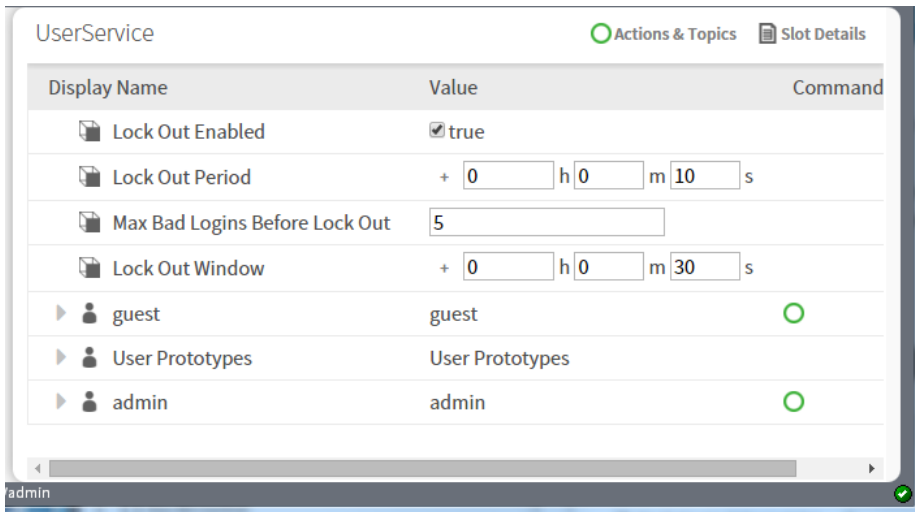 UserService Actions & Topics Slot Details
Display Name Value Command
Lock Out Enabled true
Lock Out Period + 0 h 0 m 10 s
Max Bad Logins Before Lock Out 5
Lock Out Window + 0 h 0 m 30 s
guest guest
User Prototypes User Prototypes
admin admin
/admin